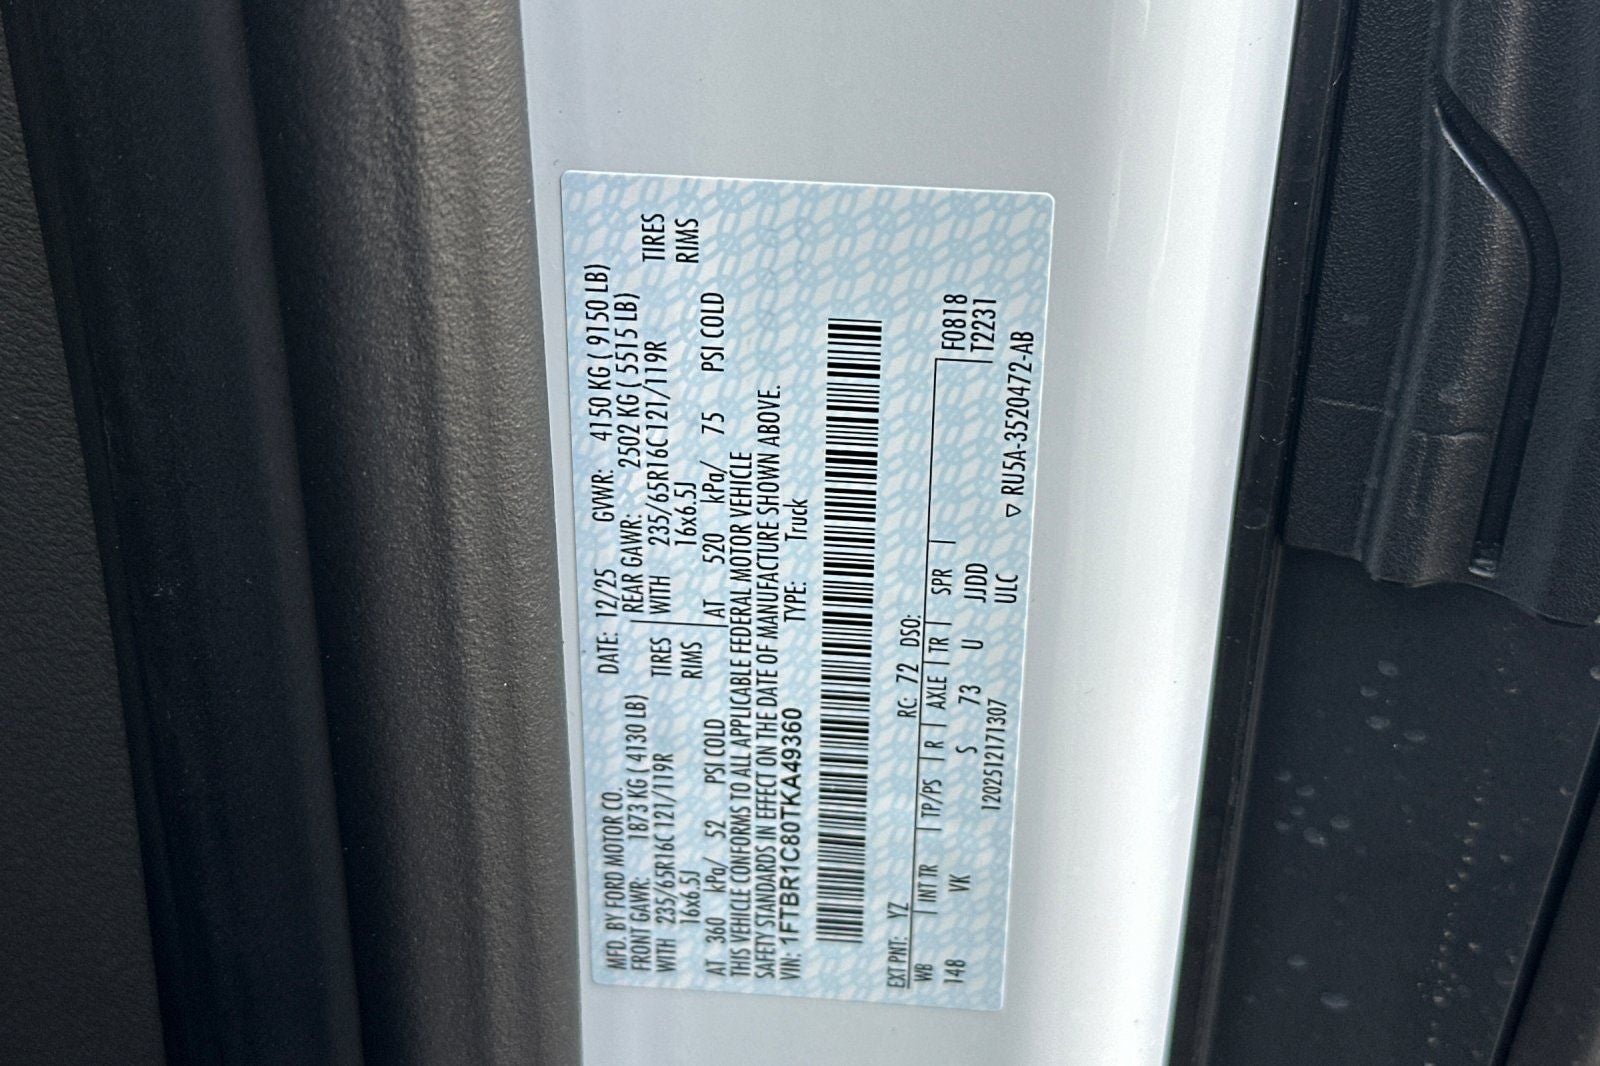 MFD. BY FORD MOTOR CO. DATE: 12/25 GVWR: 4150 KG ( 9150 LB)
FRONT GAWR: 1873 KG ( 4130 LB) REAR GAWR: 2502 KG ( 5515 LB)
WITH 235/65R16C 121/119R TIRES WITH 235/65R16C 121/119R TIRES
16x6.5J RIMS 16x6.5J RIMS
AT 360 kPa/ 52 PSI COLD AT 520 kPa/ 75 PSI COLD
THIS VEHICLE CONFORMS TO ALL APPLICABLE FEDERAL MOTOR VEHICLE
SAFETY STANDARDS IN EFFECT ON THE DATE OF MANUFACTURE SHOWN ABOVE.
VIN: 1FTBR1C80TKA49360 TYPE: Truck
EXT PNT: YZ RC: 72 DSO:
WB INT TR TP/PS R AXLE TR SPR F0818
148 VK S 73 U JJDD T2231
12025121713​07 ULC ▽ RU5A-3520472-AB